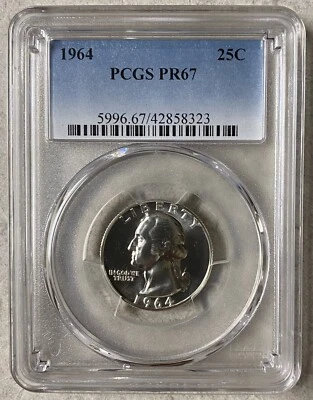 1964 25C
PCGS PR67
5996.67/42858323
LIBERTY
IN GOD WE
TRUST
1964